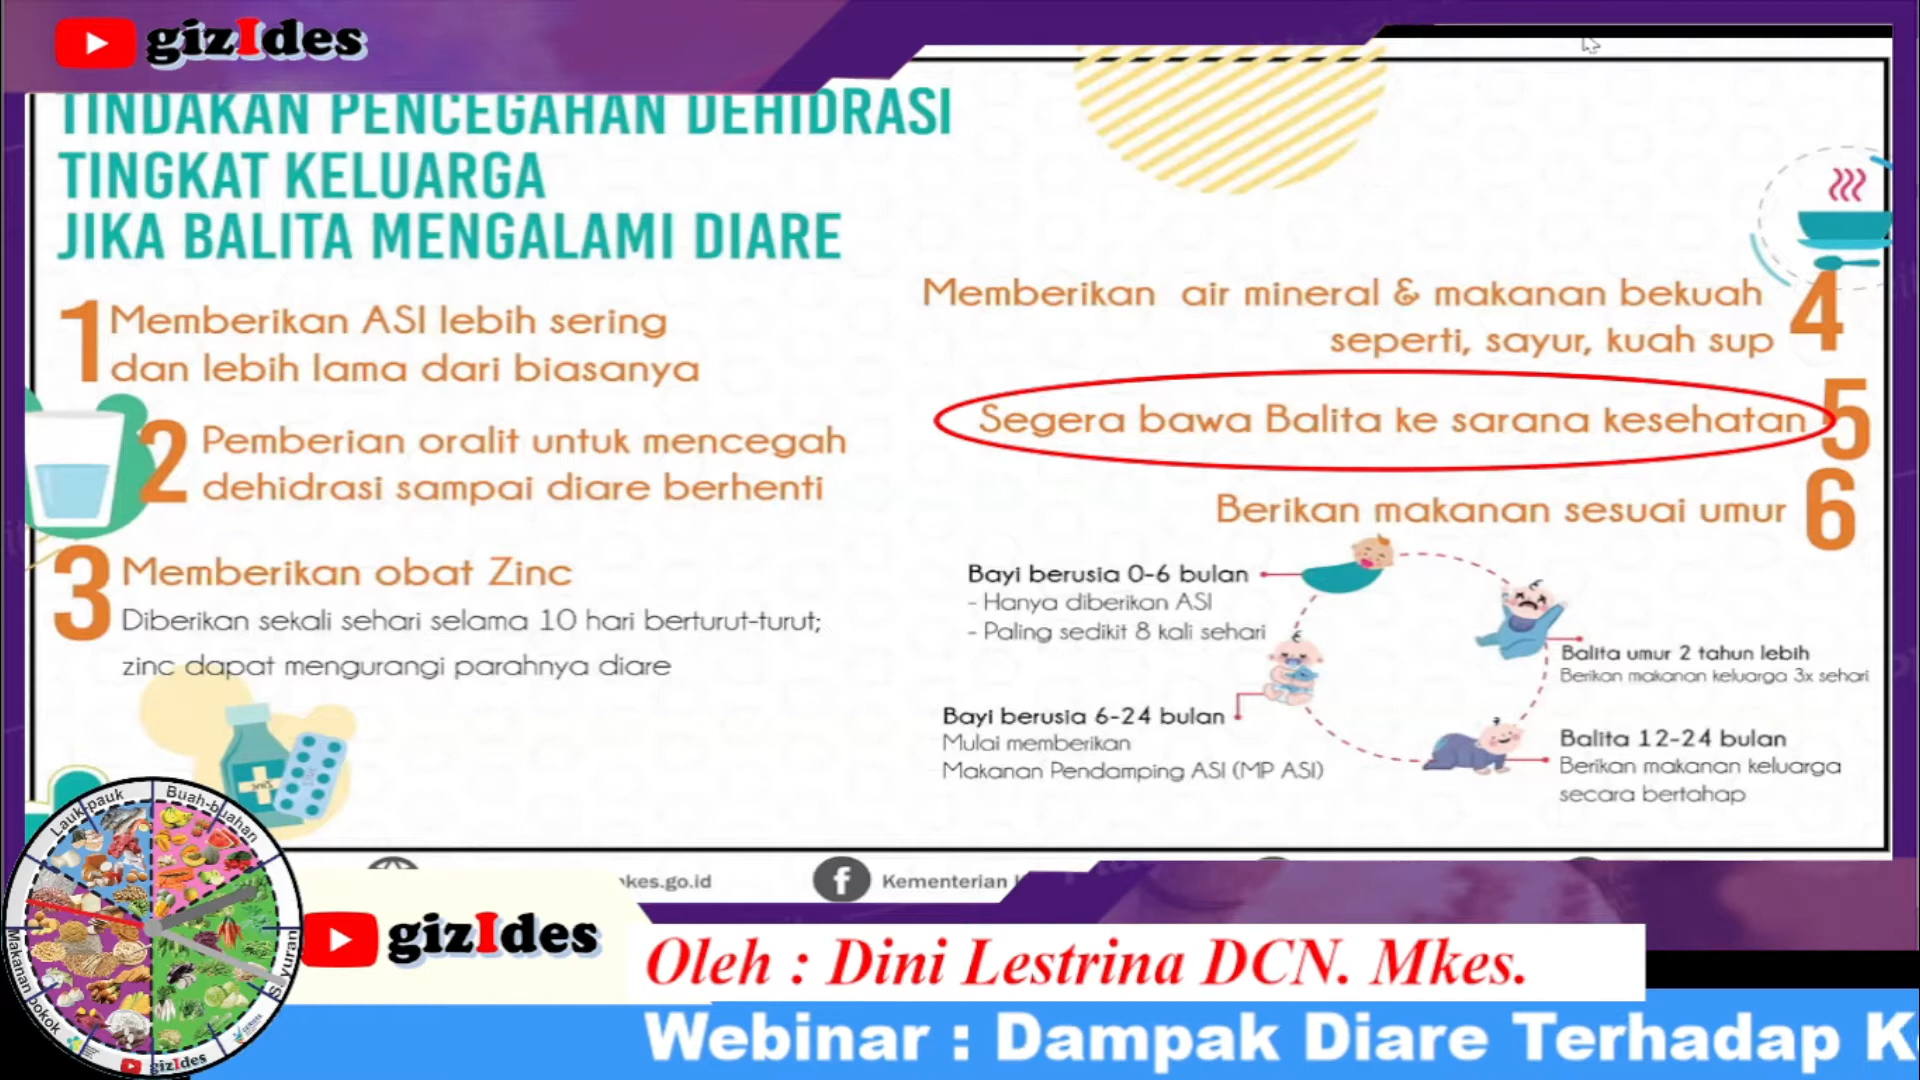 gizIdes
TINDAKAN PENCEGAHAN DEHIDRASI
TINGKAT KELUARGA
JIKA BALITA MENGALAMI DIARE
1 Memberikan ASI lebih sering
dan lebih lama dari biasanya
2 Pemberian oralit untuk mencegah
dehidrasi sampai diare berhenti
3 Memberikan obat Zinc
Diberikan sekali sehari selama 10 hari berturut-turut;
zinc dapat mengurangi parahnya diare
Memberikan air mineral & makanan bekuah 4
seperti, sayur, kuah sup
Segera bawa Balita ke sarana kesehatan 5
Berikan makanan sesuai umur 6
Bayi berusia 0-6 bulan
- Hanya diberikan ASI
- Paling sedikit 8 kali sehari
Balita umur 2 tahun lebih
Berikan makanan keluarga 3x sehari
Bayi berusia 6-24 bulan
Mulai memberikan
Makanan Pendamping ASI (MP ASI)
Balita 12-24 bulan
Berikan makanan keluarga
secara bertahap
kes.go.id
Kementerian
Lauk-pauk
Buah-buahan
Makanan pokok
Sayuran
gizIdes
gizIdes
Oleh : Dini Lestrina DCN. Mkes.
Webinar : Dampak Diare Terhadap K